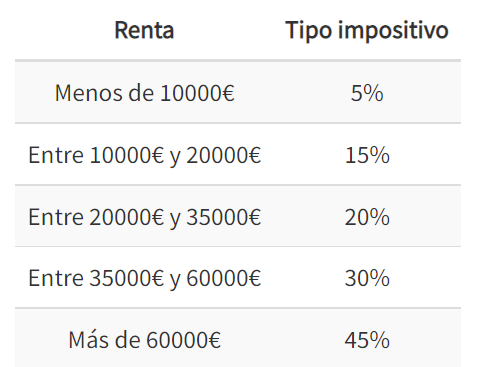 Renta Tipo impositivo
Menos de 10000€ 5%
Entre 10000€ y 20000€ 15%
Entre 20000€ y 35000€ 20%
Entre 35000€ y 60000€ 30%
Más de 60000€ 45%